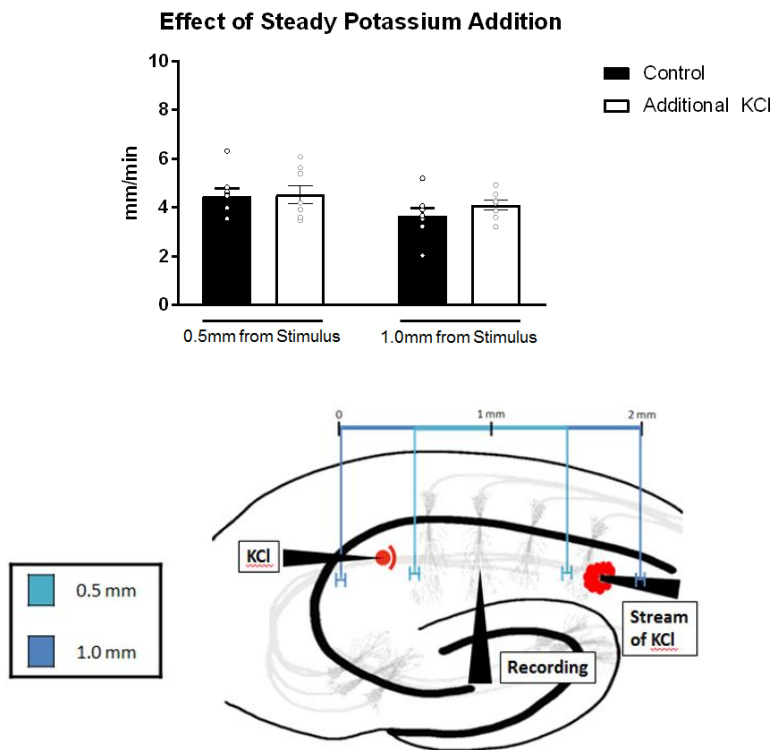 Effect of Steady Potassium Addition
10
8
6
4
2
0
mm/min
Control
Additional KCl
0.5mm from Stimulus
1.0mm from Stimulus
0
1 mm
2 mm
KCl
Stream
of KCl
Recording
0.5 mm
1.0 mm